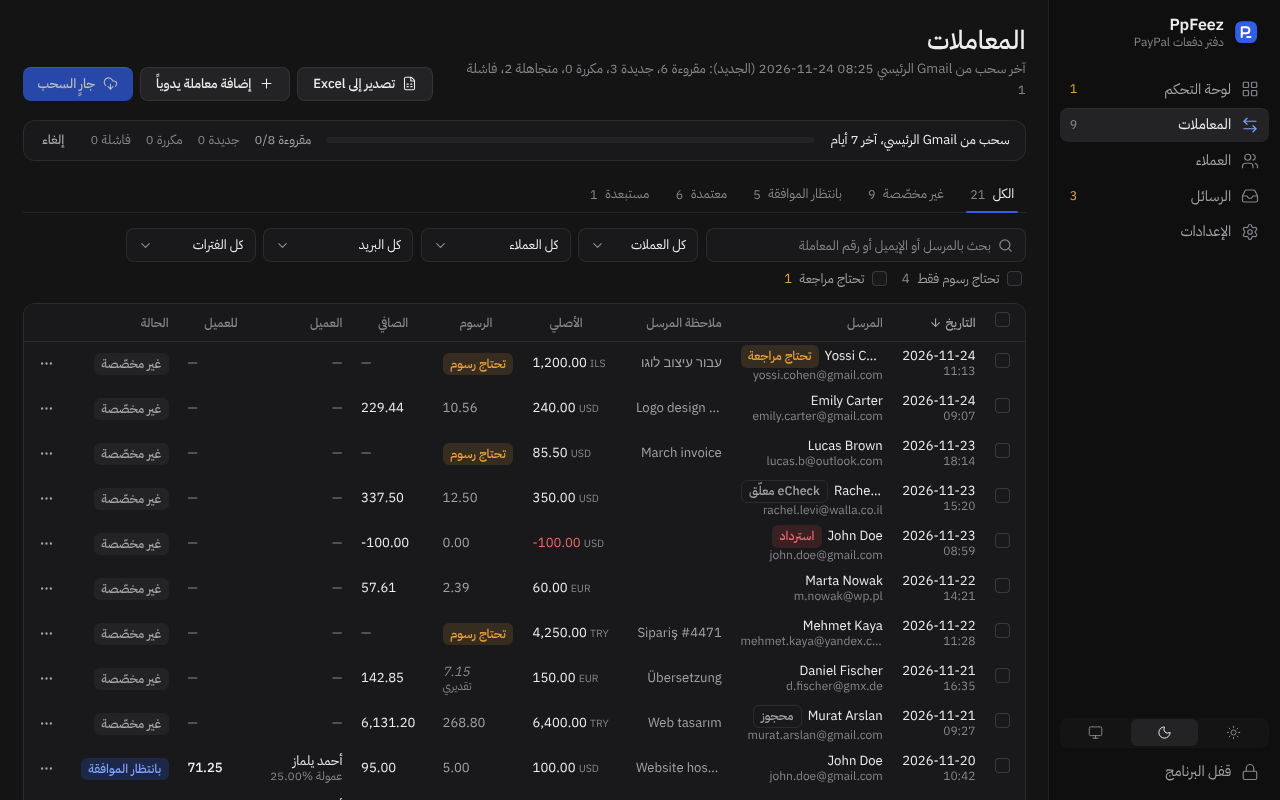 PpFeez
دفتر دفعات PayPal
لوحة التحكم 1
المعاملات 9
العملاء
الرسائل 3
الإعدادات
قفل البرنامج
المعاملات
آخر سحب من Gmail الرئيسي 08:25 24-11-2026 (الجديد): مقروءة 6، جديدة 3، مكررة 0، متجاهلة 2، فاشلة
1
تصدير إلى Excel
إضافة معاملة يدوياً
جارٍ السحب
سحب من Gmail الرئيسي، آخر 7 أيام
مقروءة 0/8 جديدة 0 مكررة 0 فاشلة 0 إلغاء
الكل 21 غير مخصّصة 9 بانتظار الموافقة 5 معتمدة 6 مستبعدة 1
بحث بالمرسل أو الإيميل أو رقم المعاملة
كل العملات
كل العملاء
كل البريد
كل الفترات
تحتاج رسوم فقط 4 تحتاج مراجعة 1
التاريخ المرسل ملاحظة المرسل الأصلي الرسوم الصافي العميل للعميل الحالة
2026-11-24 Yossi C... تحتاج مراجعة עבור עיצוב לוגו 1,200.00 ILS تحتاج رسوم — — — غير مخصّصة
11:13 yossi.cohen@gmail.com
2026-11-24 Emily Carter Logo design ... 240.00 USD 10.56 229.44 — — غير مخصّصة
09:07 emily.carter@gmail.com
2026-11-23 Lucas Brown March invoice 85.50 USD تحتاج رسوم — — — غير مخصّصة
18:14 lucas.b@outlook.com
2026-11-23 Rache... eCheck معلّق 350.00 USD 12.50 337.50 — — غير مخصّصة
15:20 rachel.levi@walla.co.il
2026-11-23 John Doe استرداد -100.00 USD 0.00 -100.00 — — غير مخصّصة
08:59 john.doe@gmail.com
2026-11-22 Marta Nowak 60.00 EUR 2.39 57.61 — — غير مخصّصة
14:21 m.nowak@wp.pl
2026-11-22 Mehmet Kaya Sipariş #4471 4,250.00 TRY تحتاج رسوم — — — غير مخصّصة
11:28 mehmet.kaya@yandex.c...
2026-11-21 Daniel Fischer Übersetzung 150.00 EUR 7.15 142.85 — — غير مخصّصة
16:35 d.fischer@gmx.de تقديري
2026-11-21 Murat Arslan محجوز Web tasarım 6,400.00 TRY 268.80 6,131.20 — — غير مخصّصة
09:27 murat.arslan@gmail.com
2026-11-20 John Doe Website hos... 100.00 USD 5.00 95.00 أحمد يلماز 71.25 بانتظار الموافقة
10:42 john.doe@gmail.com عمولة 25.00%